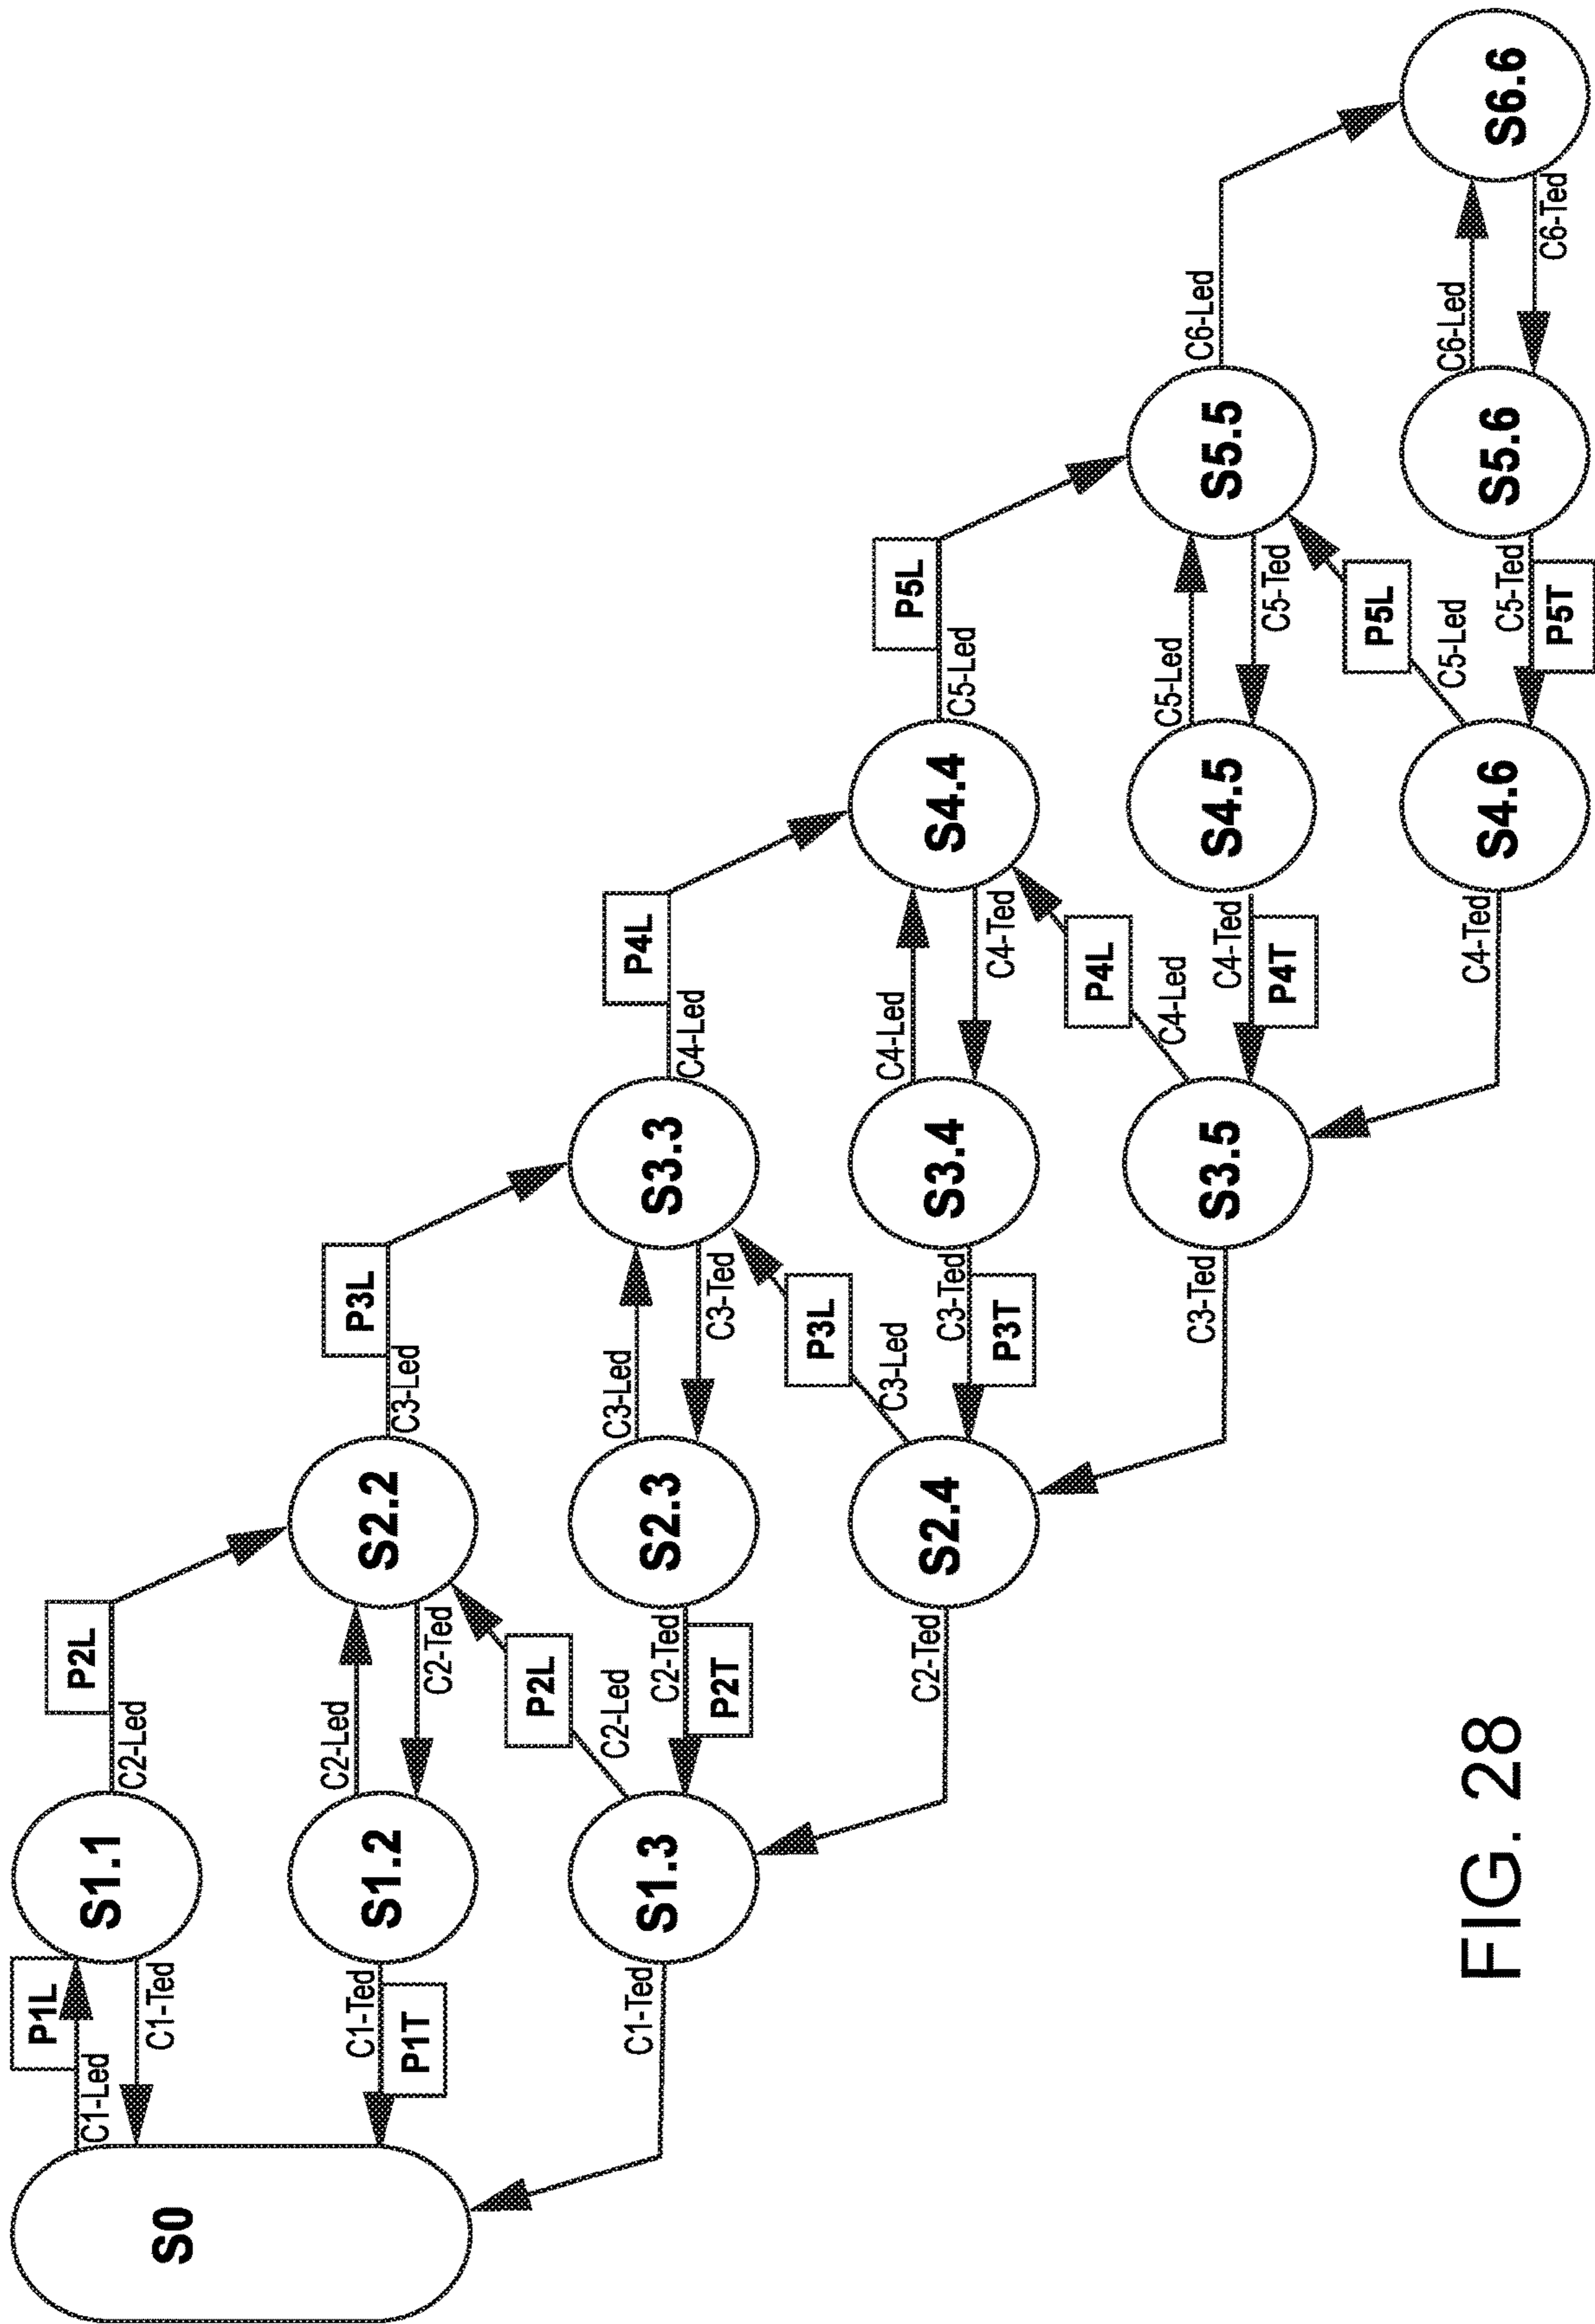 P1L
C1-Led
C1-Ted
S1.1
C2-Led
P2L
S0
C1-Ted
P1T
S1.2
C2-Led
C2-Ted
S2.2
C3-Led
P3L
C2-Led
P2L
C1-Ted
S1.3
C2-Ted
P2T
S2.3
C3-Led
C3-Ted
S3.3
C4-Led
P4L
C3-Led
P3L
C2-Ted
S2.4
C3-Ted
P3T
S3.4
C4-Led
C4-Ted
S4.4
C5-Led
P5L
C4-Led
P4L
C3-Ted
S3.5
C4-Ted
P4T
S4.5
C5-Led
C5-Ted
S5.5
C6-Led
C5-Led
P5L
C4-Ted
S4.6
C5-Ted
P5T
S5.6
C6-Led
C6-Ted
S6.6
FIG. 28